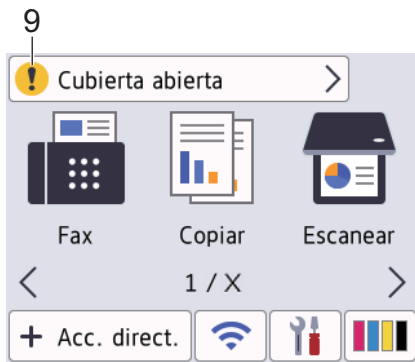 9
! Cubierta abierta
Fax Copiar Escanear
1 / X
+ Acc. direct.